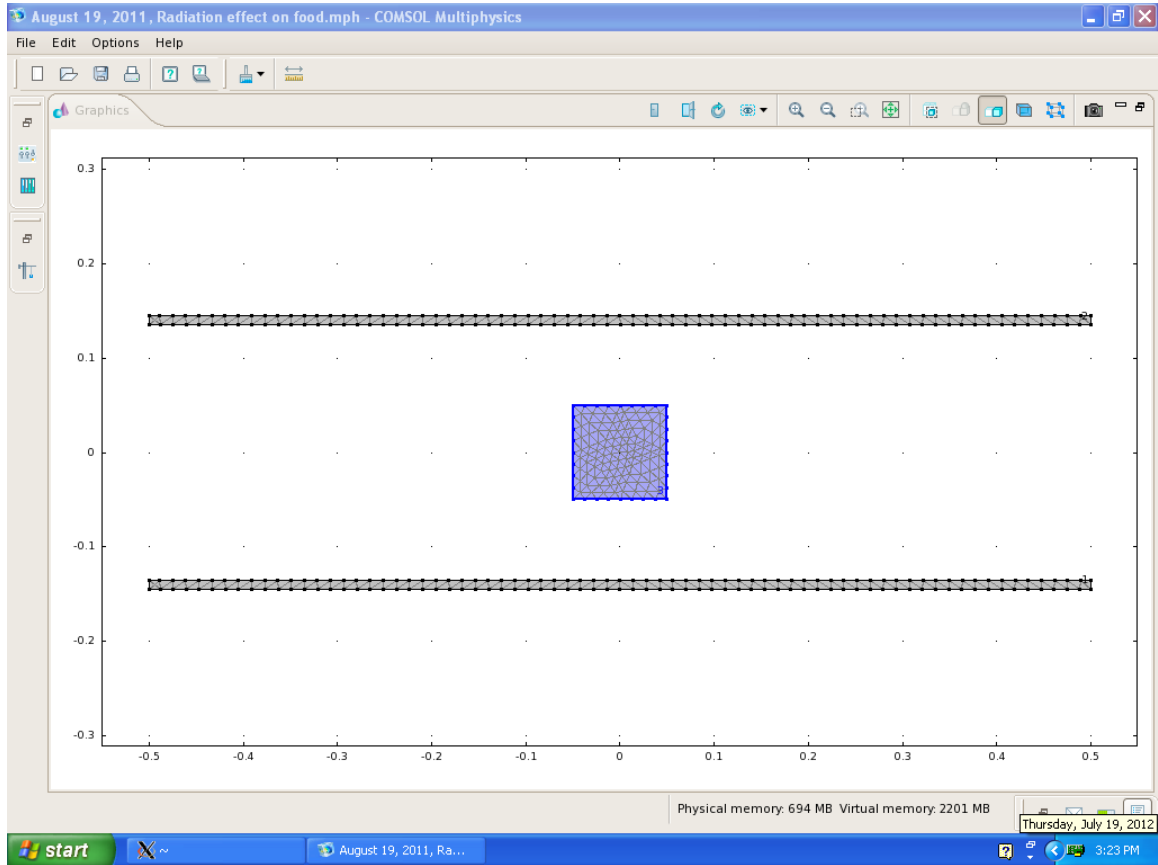 August 19, 2011, Radiation effect on food.mph - COMSOL Multiphysics
File Edit Options Help
Graphics
0.3
0.2
0.1
0
-0.1
-0.2
-0.3
2
3
1
-0.5 -0.4 -0.3 -0.2 -0.1 0 0.1 0.2 0.3 0.4 0.5
Physical memory: 694 MB Virtual memory: 2201 MB
Thursday, July 19, 2012
start
~
August 19, 2011, Ra...
3:23 PM